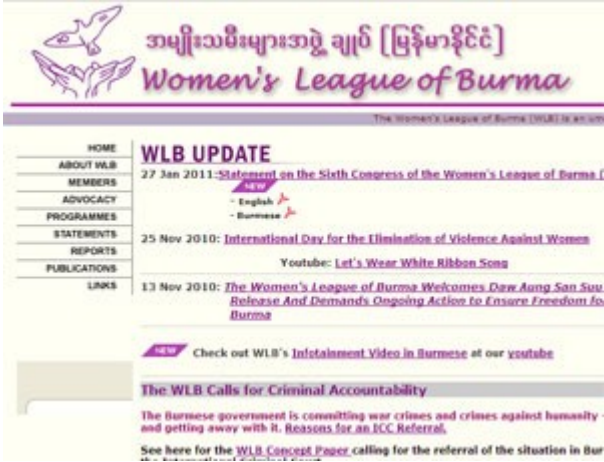 အမျိုးသမီးများအဖွဲ့ ချုပ် [မြန်မာနိုင်ငံ]
Women's League of Burma
The Women's League of Burma (WLB) is an um
HOME
ABOUT WLB
MEMBERS
ADVOCACY
PROGRAMMES
STATEMENTS
REPORTS
PUBLICATIONS
LINKS
WLB UPDATE
27 Jan 2011:Statement on the Sixth Congress of the Women's League of Burma [
NEW
- English
- Burmese
25 Nov 2010: International Day for the Elimination of Violence Against Women
Youtube: Let's Wear White Ribbon Song
13 Nov 2010: The Women's League of Burma Welcomes Daw Aung San Suu
Release And Demands Ongoing Action to Ensure Freedom fo
Burma
NEW Check out WLB's Infotainment Video in Burmese at our youtube
The WLB Calls for Criminal Accountability
The Burmese government is committing war crimes and crimes against humanity -
and getting away with it. Reasons for an ICC Referral.
See here for the WLB Concept Paper calling for the referral of the situation in Bur
the International Criminal Court